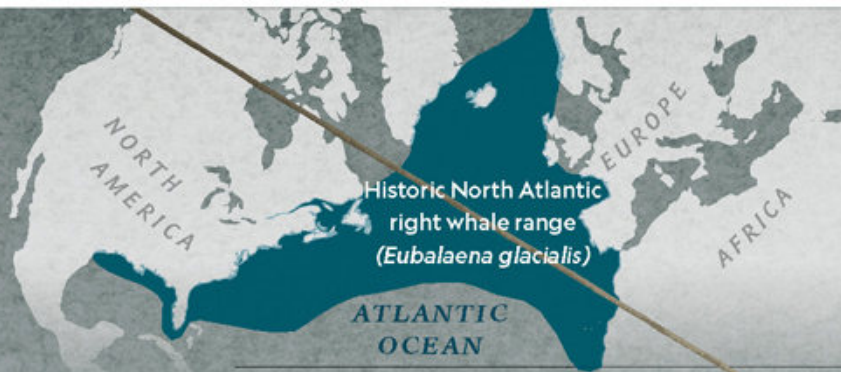 NORTH
AMERICA
EUROPE
AFRICA
Historic North Atlantic
right whale range
(Eubalaena glacialis)
ATLANTIC
OCEAN